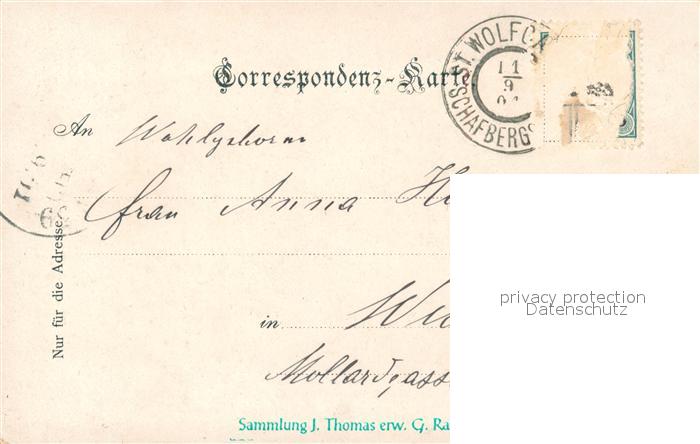 Correspondenz-Karte
ST. WOLFG
SCHAFBERGS
11
9
An Wohlgeboren
Frau Anna
Nur für die Adresse
privacy protection
Datenschutz
in
Mollardgass
Sammlung J. Thomas erw. G. Ra